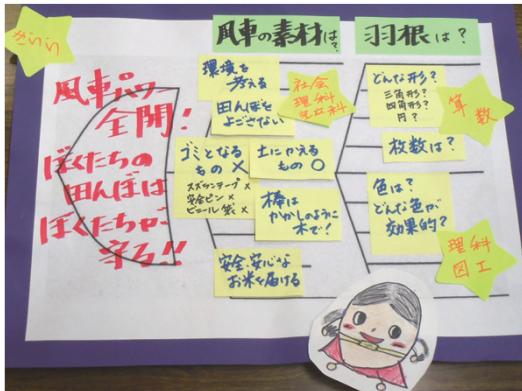 きらり
風車の素材は?
羽根は?
風車パワー
全開!
ぼくたちの
田んぼは
ぼくたちが
守る!!
環境を
考える
田んぼを
よごさない
社会
理科
ゴミとなる
もの ×
スズランテープ×
安全ピン ×
ビニール袋×
土にかえる
もの ○
棒は
かかしのように
木で!
安全、安心な
お米を届ける
どんな形?
三角形?
四角形?
円?
算数
枚数は?
色は?
どんな色が
効果的?
理科
図工